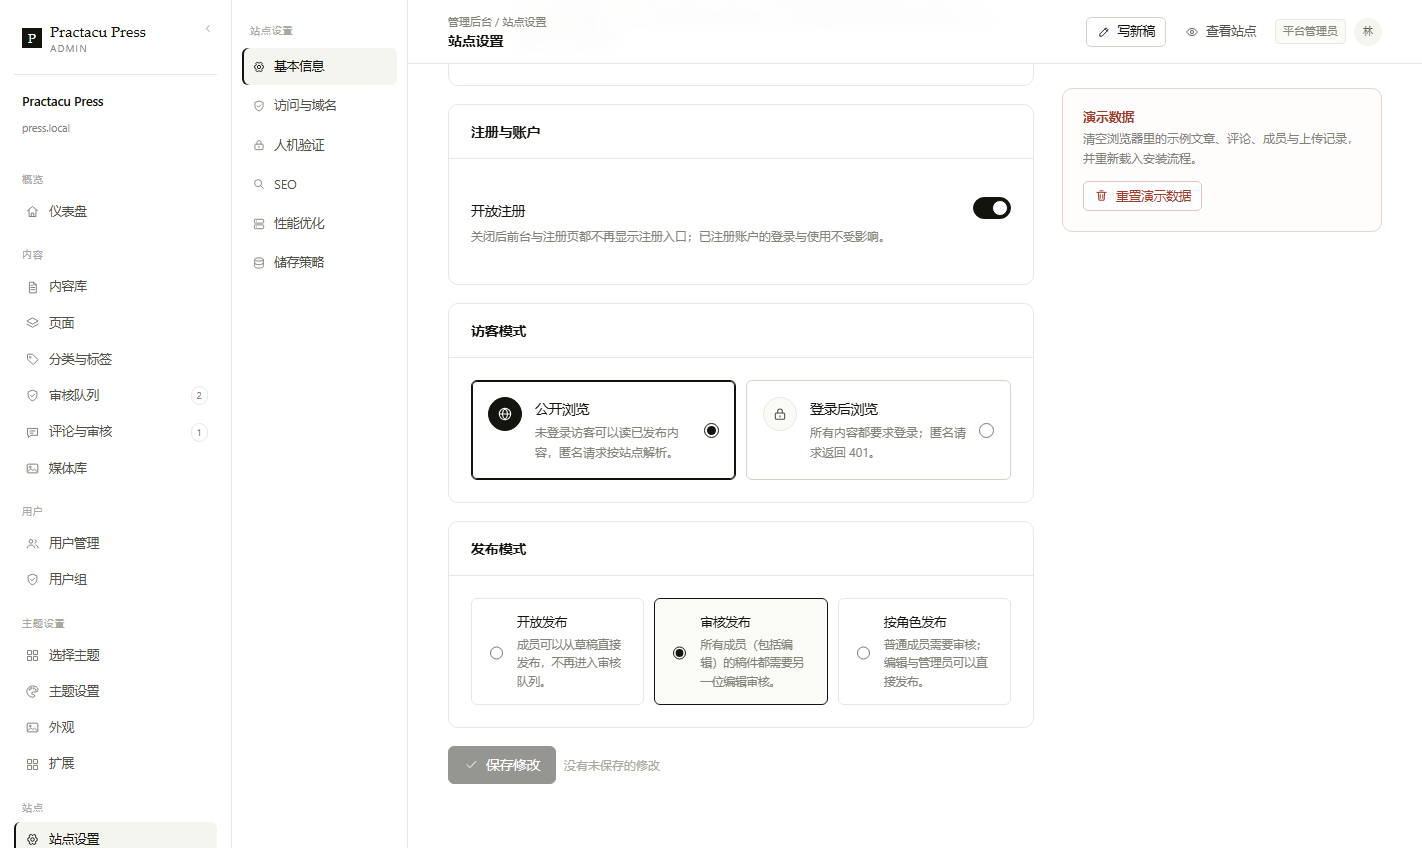 P
Practacu Press
ADMIN
Practacu Press
press.local
概览
仪表盘
内容
内容库
页面
分类与标签
审核队列
2
评论与审核
1
媒体库
用户
用户管理
用户组
主题设置
选择主题
主题设置
外观
扩展
站点
站点设置
站点设置
基本信息
访问与域名
人机验证
SEO
性能优化
储存策略
管理后台 / 站点设置
站点设置
写新稿
查看站点
平台管理员
林
注册与账户
开放注册
关闭后前台与注册页都不再显示注册入口；已注册账户的登录与使用不受影响。
访客模式
公开浏览
未登录访客可以读已发布内
容，匿名请求按站点解析。
登录后浏览
所有内容都要求登录；匿名请
求返回 401。
发布模式
开放发布
成员可以从草稿直接
发布，不再进入审核
队列。
审核发布
所有成员（包括编
辑）的稿件都需要另
一位编辑审核。
按角色发布
普通成员需要审核；
编辑与管理员可以直
接发布。
保存修改
没有未保存的修改
演示数据
清空浏览器里的示例文章、评论、成员与上传记录，
并重新载入安装流程。
重置演示数据